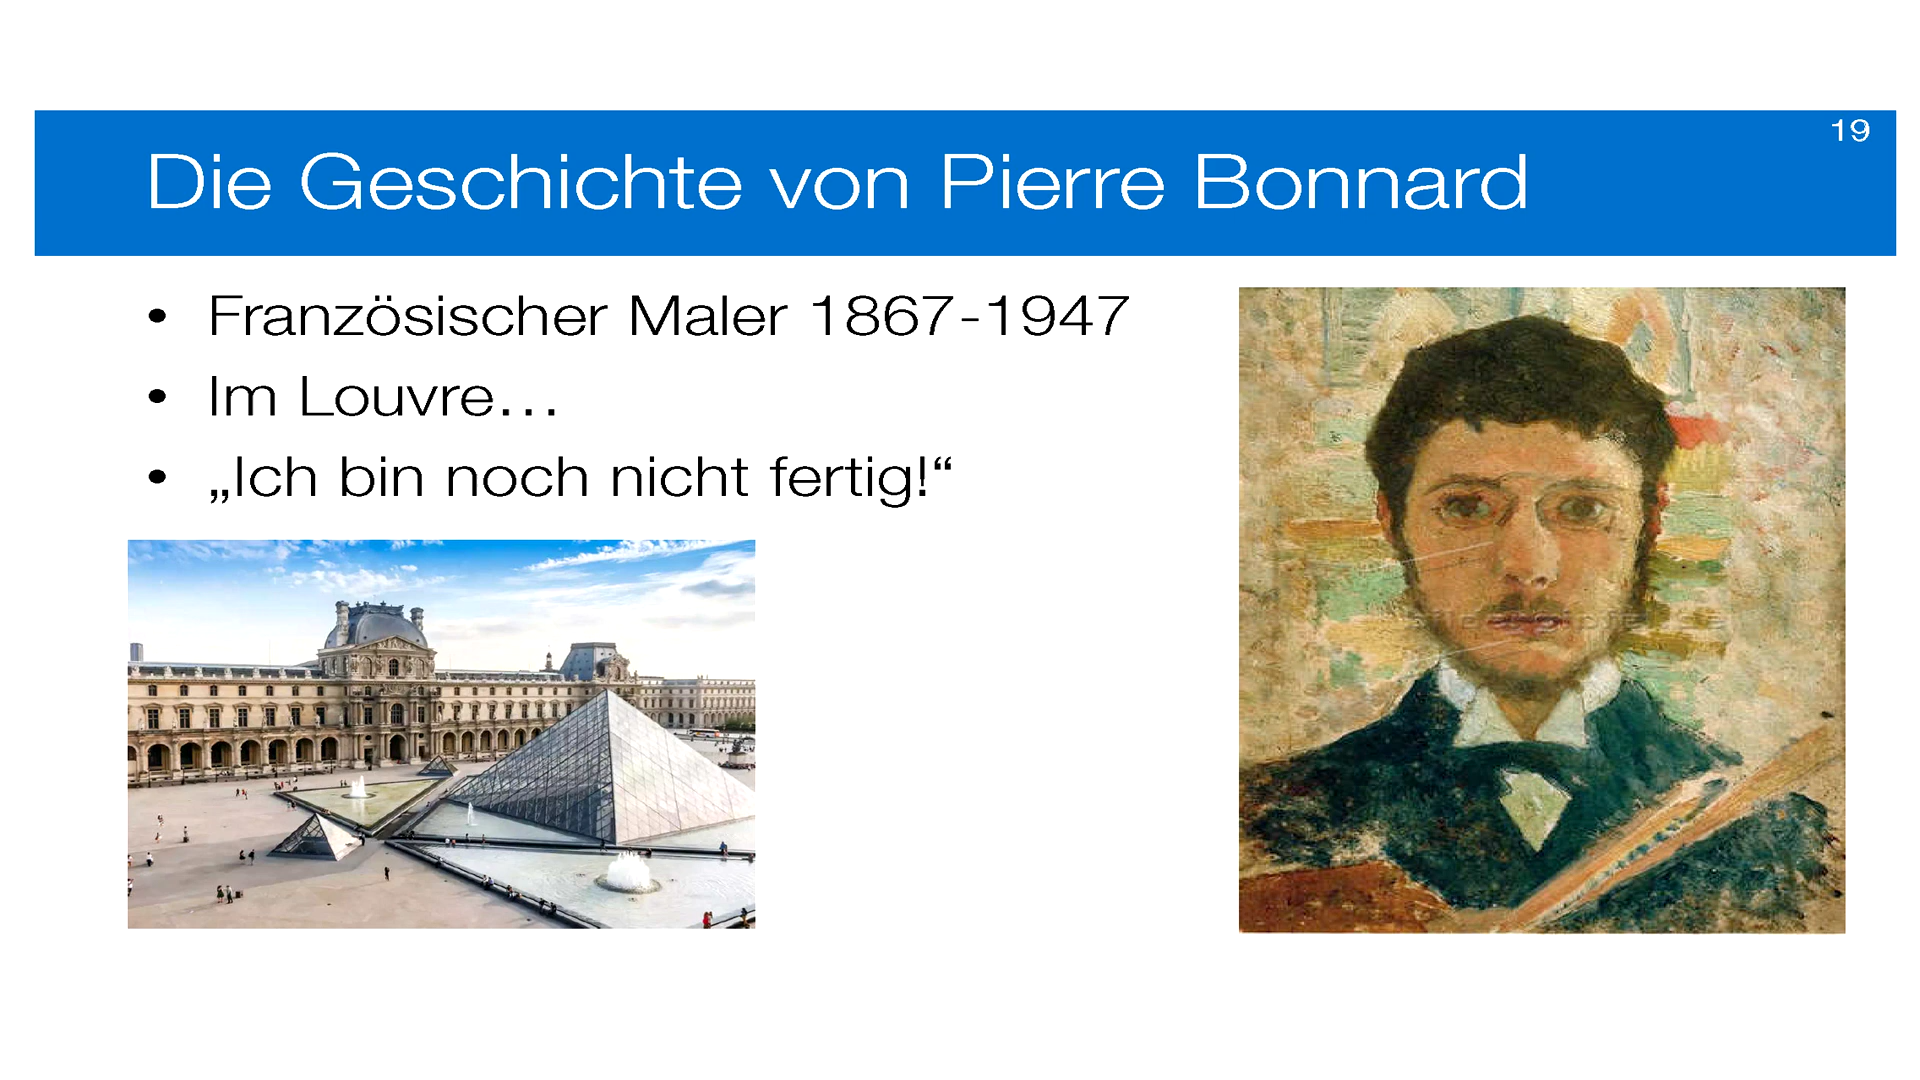 19
Die Geschichte von Pierre Bonnard
• Französischer Maler 1867-1947
• Im Louvre…
• „Ich bin noch nicht fertig!“